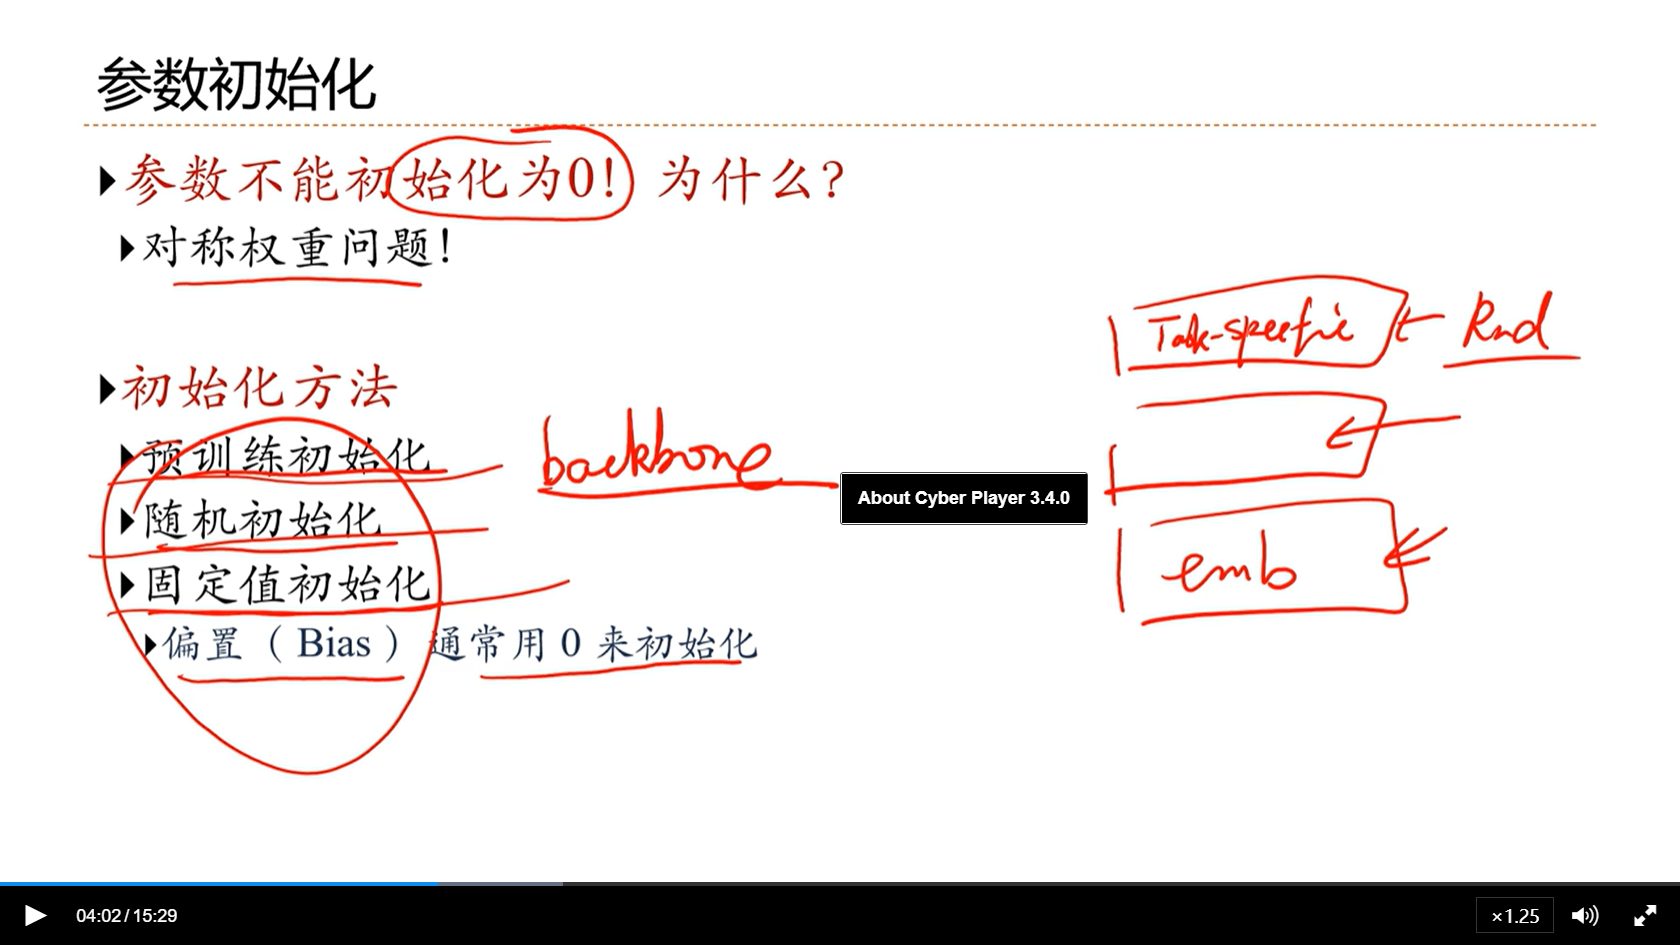 参数初始化
参数不能初始化为0! 为什么?
对称权重问题!
初始化方法
预训练初始化
随机初始化
固定值初始化
偏置（Bias）通常用 0 来初始化
backbone
Task-specific
Rnd
emb
About Cyber Player 3.4.0
04:02 / 15:29
×1.25